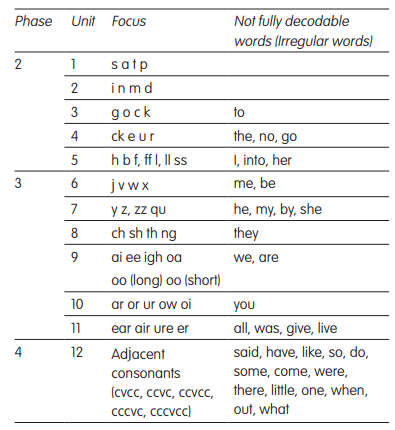 Phase Unit Focus Not fully decodable
words (Irregular words)
2 1 s a t p
2 i n m d
3 g o c k to
4 ck e u r the, no, go
5 h b f, ff l, ll ss I, into, her
3 6 j v w x me, be
7 y z, zz qu he, my, by, she
8 ch sh th ng they
9 ai ee igh oa we, are
oo (long) oo (short)
10 ar or ur ow oi you
11 ear air ure er all, was, give, live
4 12 Adjacent said, have, like, so, do,
consonants some, come, were,
(cvcc, ccvc, ccvcc, there, little, one, when,
cccvc, cccvcc) out, what